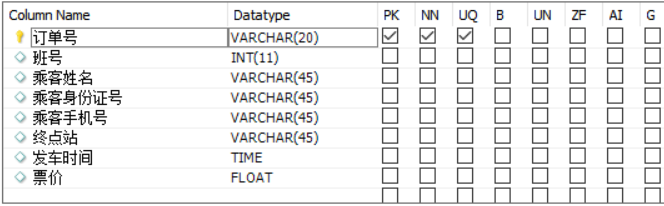 Column Name Datatype PK NN UQ B UN ZF AI G
订单号 VARCHAR(20)
班号 INT(11)
乘客姓名 VARCHAR(45)
乘客身份证号 VARCHAR(45)
乘客手机号 VARCHAR(45)
终点站 VARCHAR(45)
发车时间 TIME
票价 FLOAT